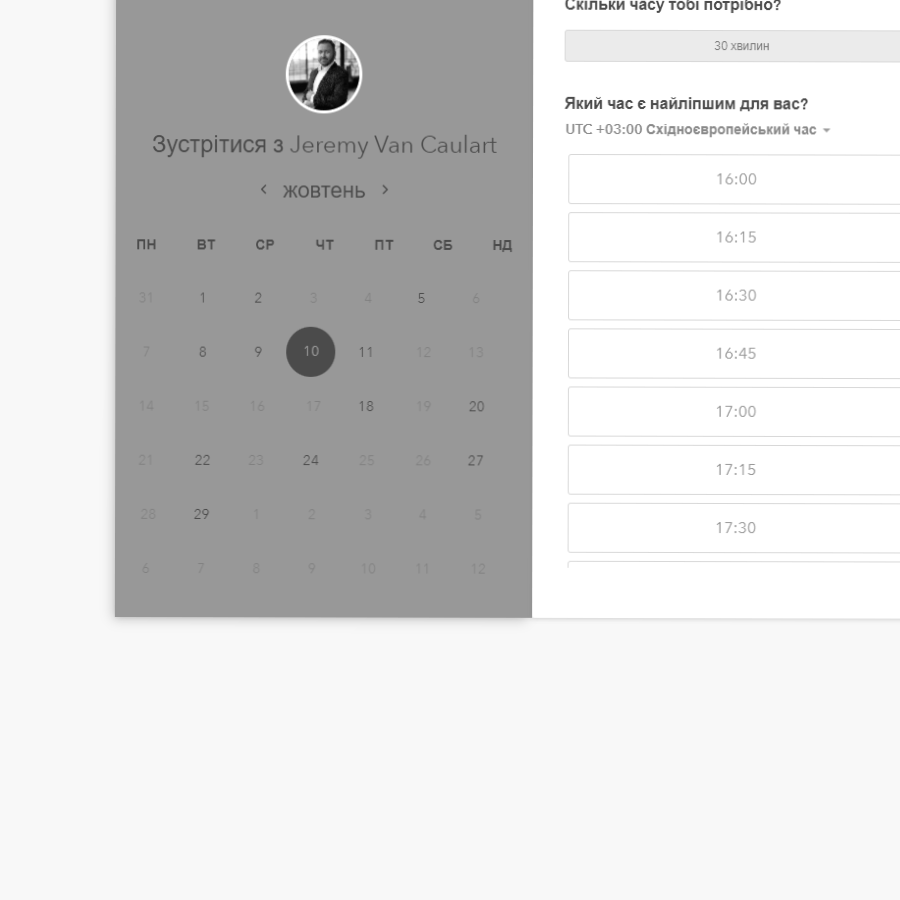 Зустрітися з Jeremy Van Caulart
< жовтень >
ПН ВТ СР ЧТ ПТ СБ НД
31 1 2 3 4 5 6
7 8 9 10 11 12 13
14 15 16 17 18 19 20
21 22 23 24 25 26 27
28 29 1 2 3 4 5
6 7 8 9 10 11 12
Скільки часу тобі потрібно?
30 хвилин
Який час є найліпшим для вас?
UTC +03:00 Східноєвропейський час
16:00
16:15
16:30
16:45
17:00
17:15
17:30